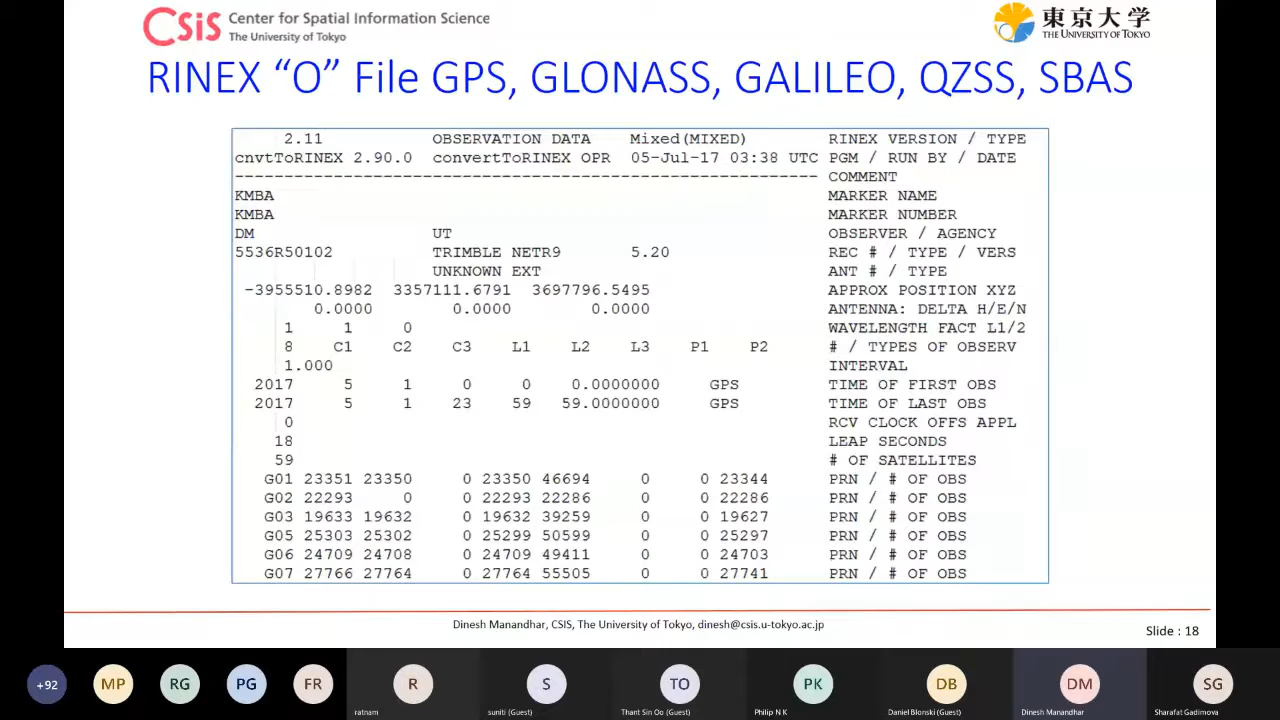 CSiS Center for Spatial Information Science
The University of Tokyo
東京大学
THE UNIVERSITY OF TOKYO
RINEX “O” File GPS, GLONASS, GALILEO, QZSS, SBAS
2.11 OBSERVATION DATA Mixed(MIXED) RINEX VERSION / TYPE
cnvtToRINEX 2.90.0 convertToRINEX OPR 05-Jul-17 03:38 UTC PGM / RUN BY / DATE
----------------------------------------------------------- COMMENT
KMBA MARKER NAME
KMBA MARKER NUMBER
DM UT OBSERVER / AGENCY
5536R50102 TRIMBLE NETR9 5.20 REC # / TYPE / VERS
UNKNOWN EXT ANT # / TYPE
-3955510.8982 3357111.6791 3697796.5495 APPROX POSITION XYZ
0.0000 0.0000 0.0000 ANTENNA: DELTA H/E/N
1 1 0 WAVELENGTH FACT L1/2
8 C1 C2 C3 L1 L2 L3 P1 P2 # / TYPES OF OBSERV
1.000 INTERVAL
2017 5 1 0 0 0.0000000 GPS TIME OF FIRST OBS
2017 5 1 23 59 59.0000000 GPS TIME OF LAST OBS
0 RCV CLOCK OFFS APPL
18 LEAP SECONDS
59 # OF SATELLITES
G01 23351 23350 0 23350 46694 0 0 23344 PRN / # OF OBS
G02 22293 0 0 22293 22286 0 0 22286 PRN / # OF OBS
G03 19633 19632 0 19632 39259 0 0 19627 PRN / # OF OBS
G05 25303 25302 0 25299 50599 0 0 25297 PRN / # OF OBS
G06 24709 24708 0 24709 49411 0 0 24703 PRN / # OF OBS
G07 27766 27764 0 27764 55505 0 0 27741 PRN / # OF OBS
Dinesh Manandhar, CSIS, The University of Tokyo, dinesh@csis.u-tokyo.ac.jp
Slide : 18
+92 MP RG PG FR R S TO PK DB DM SG
ratnam suniti (Guest) Thant Sin Oo (Guest) Philip N K Daniel Blonski (Guest) Dinesh Manandhar Sharafat Gadimova